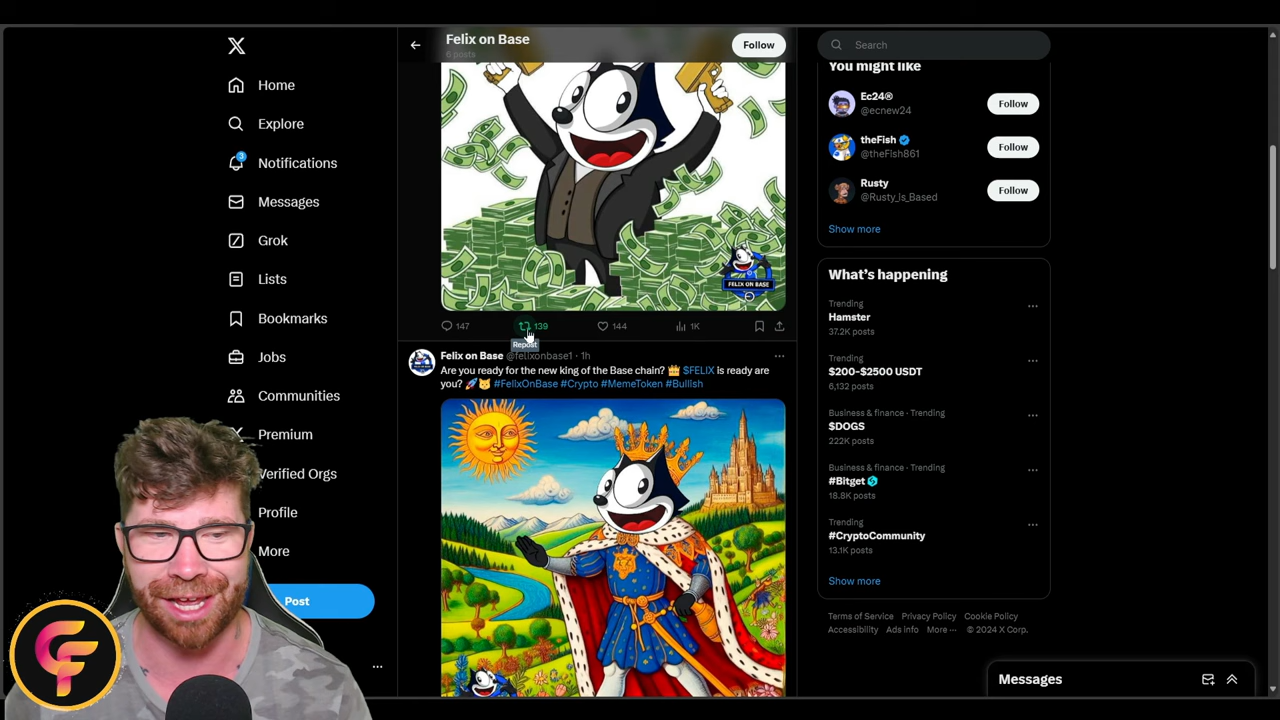 Home
Explore
3
Notifications
Messages
Grok
Lists
Bookmarks
Jobs
Communities
Premium
Verified Orgs
Profile
More
Post
Felix on Base
6 posts
Follow
FELIX ON BASE
147
139
144
1K
Repost
Felix on Base @felixonbase1 · 1h
Are you ready for the new king of the Base chain? 👑 $FELIX is ready are
you? 🚀😼 #FelixOnBase #Crypto #MemeToken #Bullish
Search
You might like
Ec24®
@ecnew24
Follow
theFish
@theFIsh861
Follow
Rusty
@Rusty_Is_Based
Follow
Show more
What's happening
Trending
Hamster
37.2K posts
Trending
$200-$2500 USDT
6,132 posts
Business & finance · Trending
$DOGS
222K posts
Business & finance · Trending
#Bitget
18.8K posts
Trending
#CryptoCommunity
13.1K posts
Show more
Terms of Service Privacy Policy Cookie Policy
Accessibility Ads info More ··· © 2024 X Corp.
Messages